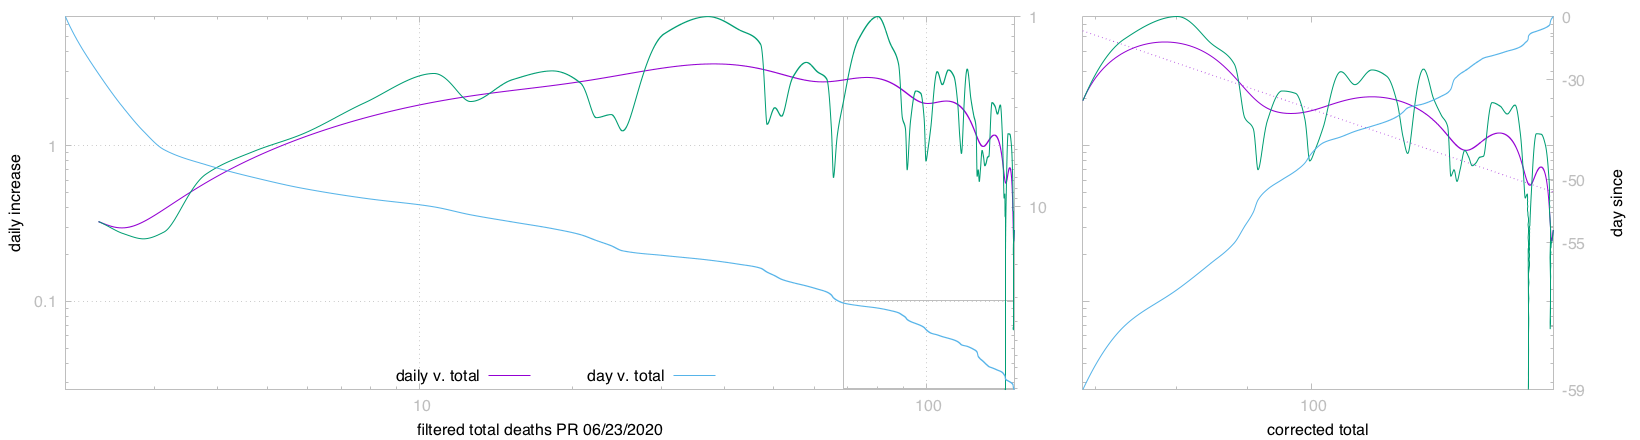 daily increase
1
0.1
10
100
1
10
daily v. total
day v. total
filtered total deaths PR 06/23/2020
100
corrected total
0
-30
-50
-55
-59
day since